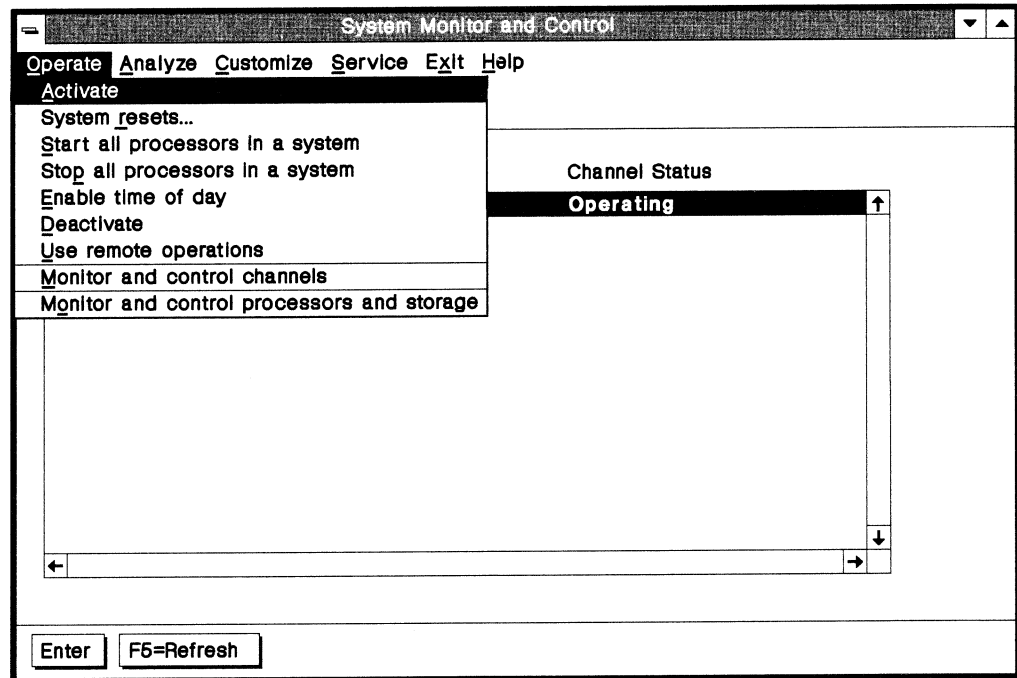 System Monitor and Control
Operate Analyze Customize Service Exit Help
Activate
System resets...
Start all processors in a system
Stop all processors in a system
Enable time of day
Deactivate
Use remote operations
Monitor and control channels
Monitor and control processors and storage
Channel Status
Operating
Enter F5=Refresh